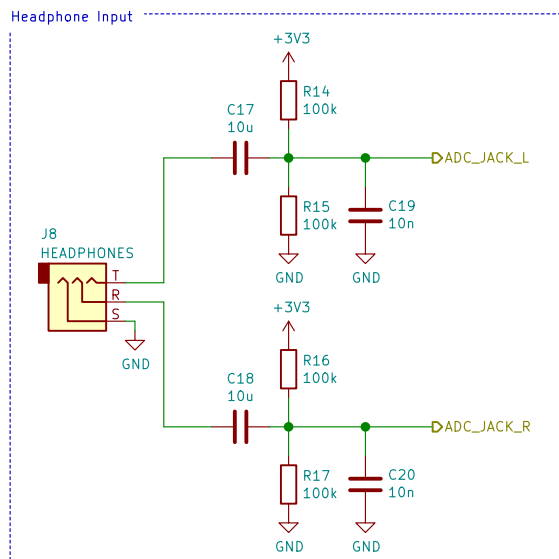 Headphone Input
+3V3
R14
100k
C17
10u
ADC_JACK_L
R15
100k
C19
10n
GND
GND
J8
HEADPHONES
T
R
S
GND
+3V3
R16
100k
C18
10u
ADC_JACK_R
R17
100k
C20
10n
GND
GND